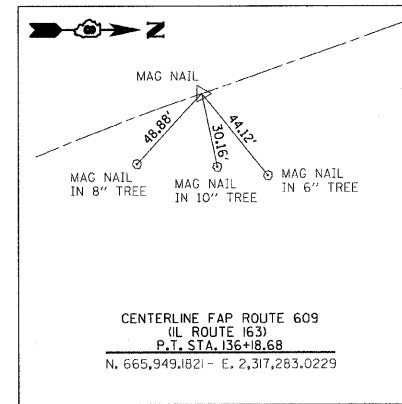 N
MAG NAIL
48.88'
30.16'
44.12'
MAG NAIL
IN 8" TREE
MAG NAIL
IN 10" TREE
MAG NAIL
IN 6" TREE
CENTERLINE FAP ROUTE 609
(IL ROUTE 163)
P.T. STA. 136+18.68
N. 665,949.1821 - E. 2,317,283.0229